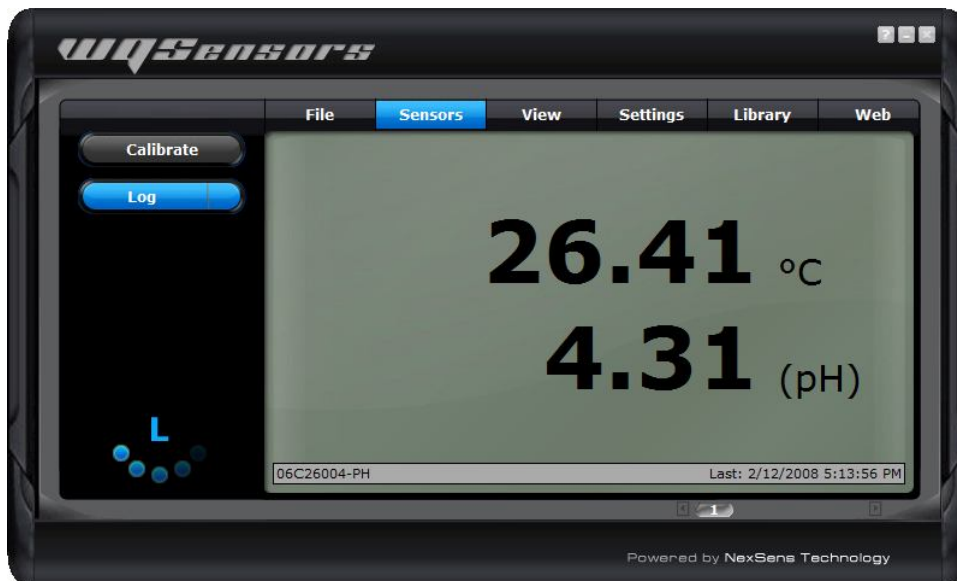 WQSensors
? - x
File Sensors View Settings Library Web
Calibrate
Log
26.41 °C
4.31 (pH)
L
06C26004-PH Last: 2/12/2008 5:13:56 PM
1
Powered by NexSens Technology